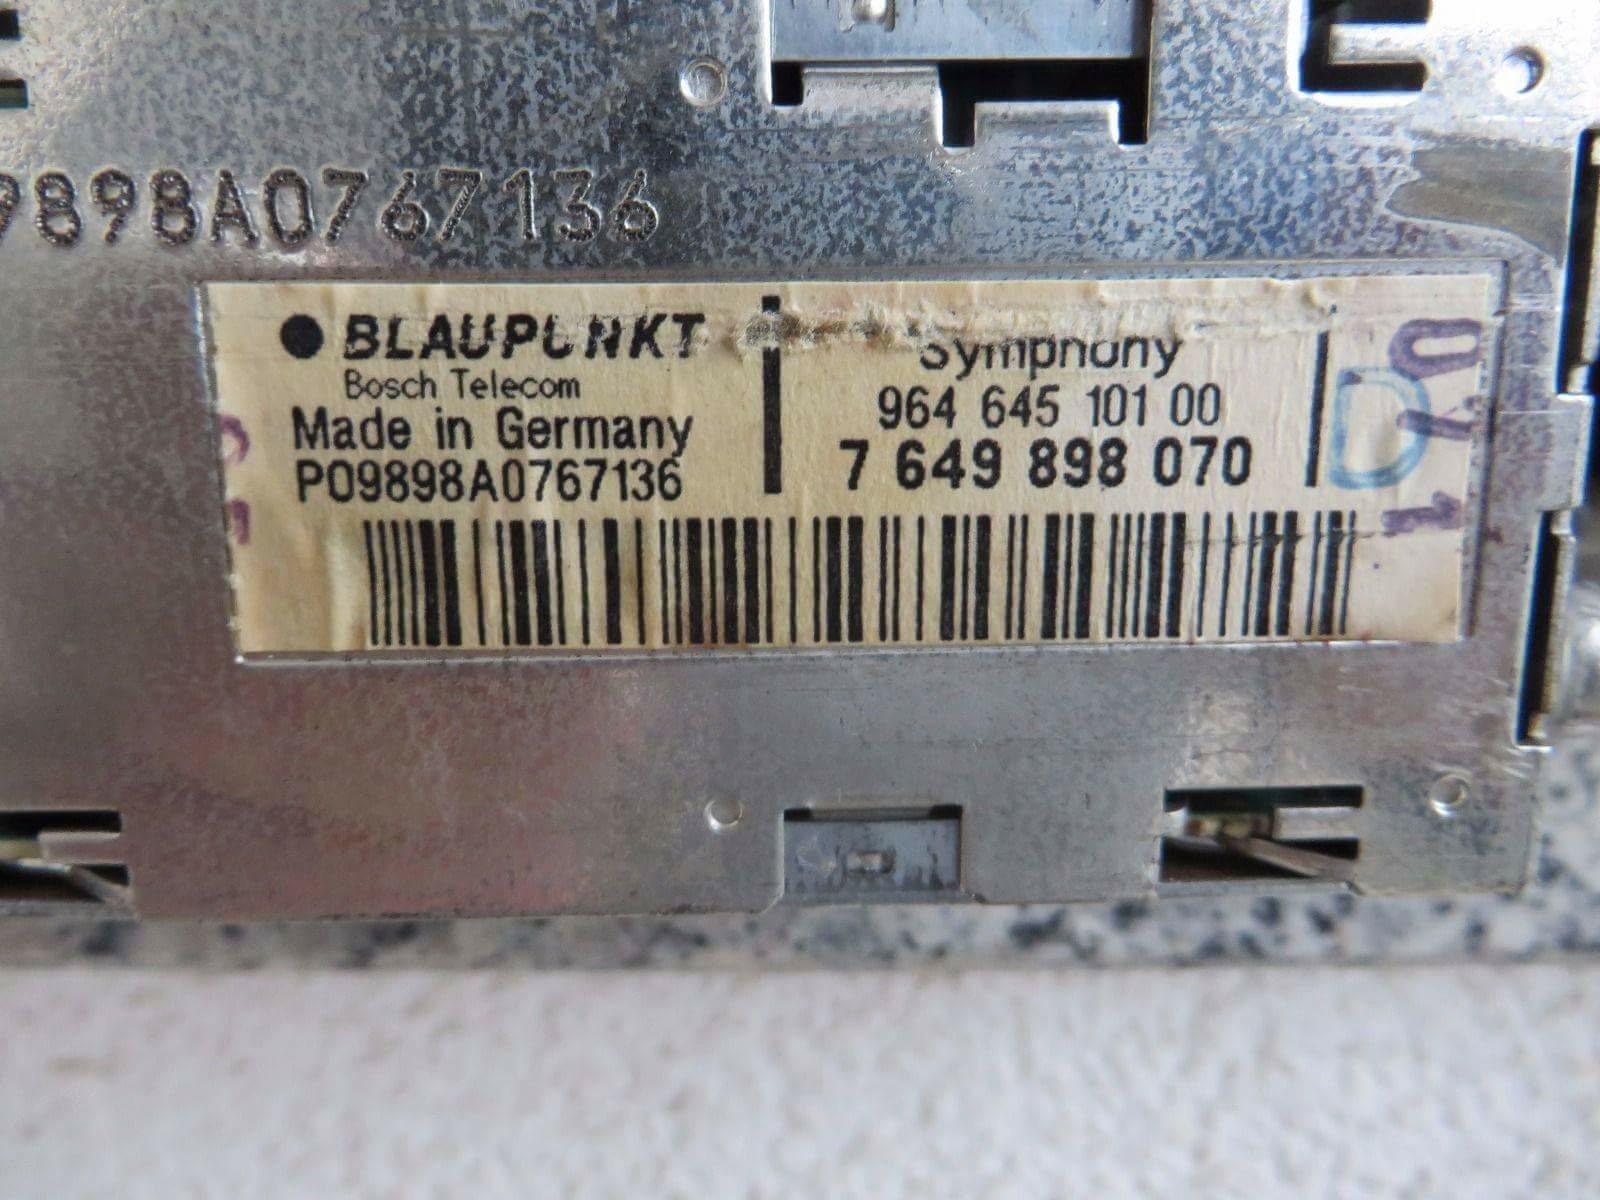 9898A0767136
BLAUPUNKT
Bosch Telecom
Made in Germany
P09898A0767136
Symphony
964 645 101 00
7 649 898 070
D